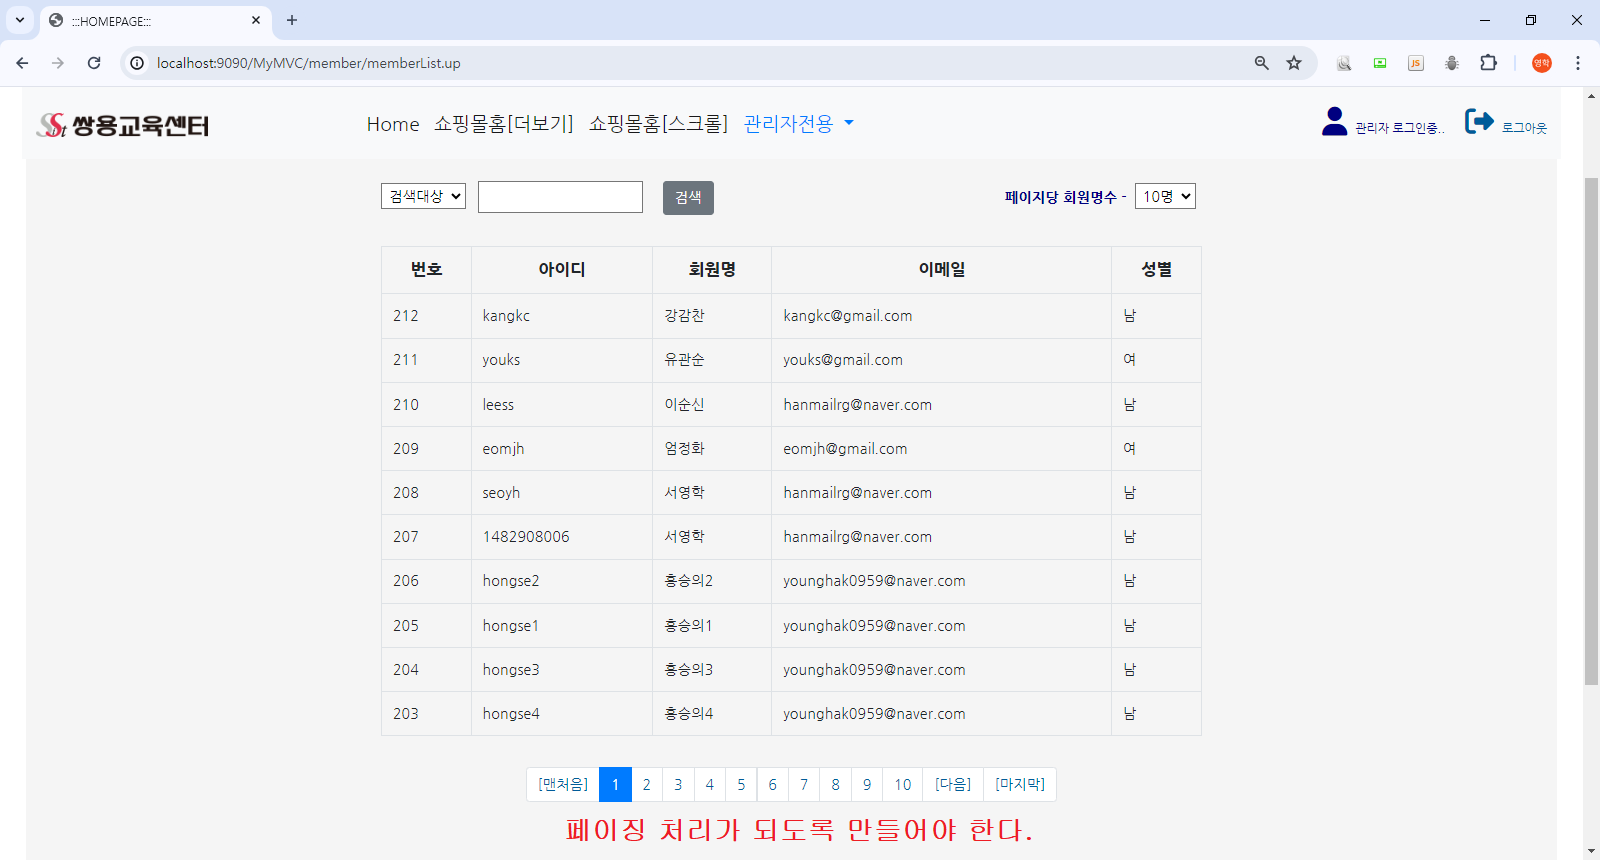 :::HOMEPAGE:::
localhost:9090/MyMVC/member/memberList.up
JS
영학
SSbt 쌍용교육센터
Home 쇼핑몰홈[더보기] 쇼핑몰홈[스크롤] 관리자전용
관리자 로그인중.. 로그아웃
검색대상 검색 페이지당 회원명수 - 10명
번호 아이디 회원명 이메일 성별
212 kangkc 강감찬 kangkc@gmail.com 남
211 youks 유관순 youks@gmail.com 여
210 leess 이순신 hanmailrg@naver.com 남
209 eomjh 엄정화 eomjh@gmail.com 여
208 seoyh 서영학 hanmailrg@naver.com 남
207 1482908006 서영학 hanmailrg@naver.com 남
206 hongse2 홍승의2 younghak0959@naver.com 남
205 hongse1 홍승의1 younghak0959@naver.com 남
204 hongse3 홍승의3 younghak0959@naver.com 남
203 hongse4 홍승의4 younghak0959@naver.com 남
[맨처음] 1 2 3 4 5 6 7 8 9 10 [다음] [마지막]
페이징 처리가 되도록 만들어야 한다.